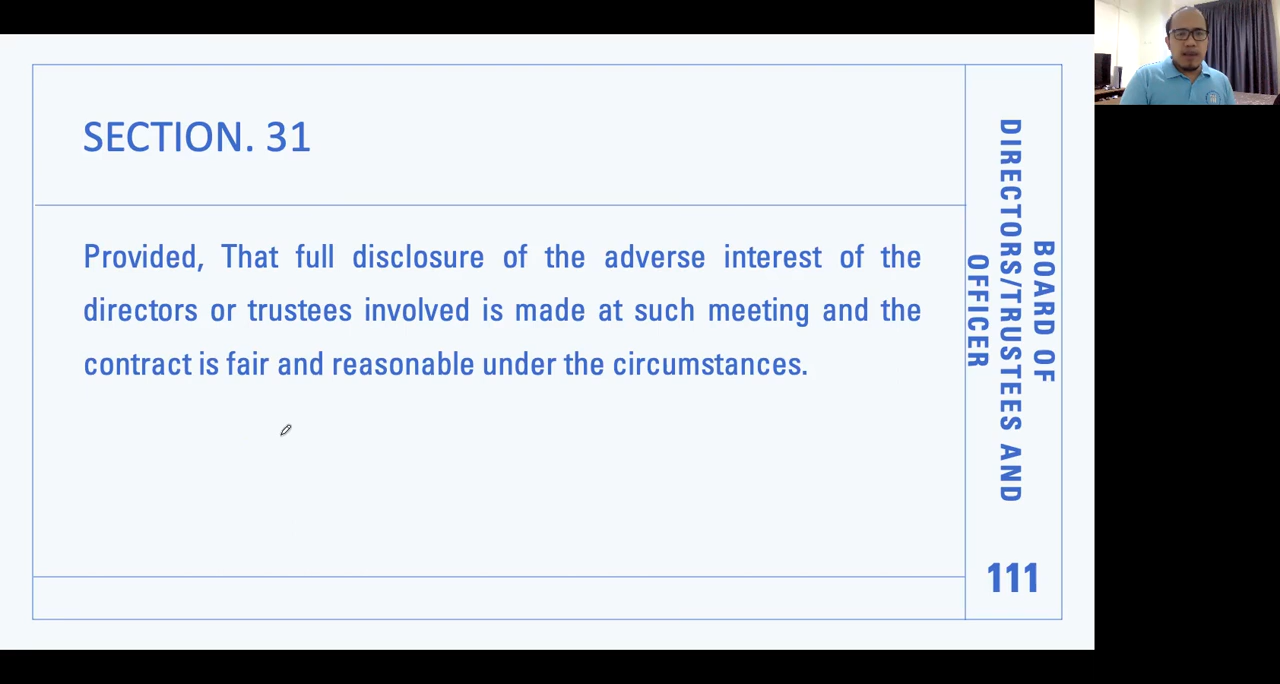 SECTION. 31
Provided, That full disclosure of the adverse interest of the
directors or trustees involved is made at such meeting and the
contract is fair and reasonable under the circumstances.
BOARD OF
DIRECTORS/TRUSTEES AND
OFFICER
111